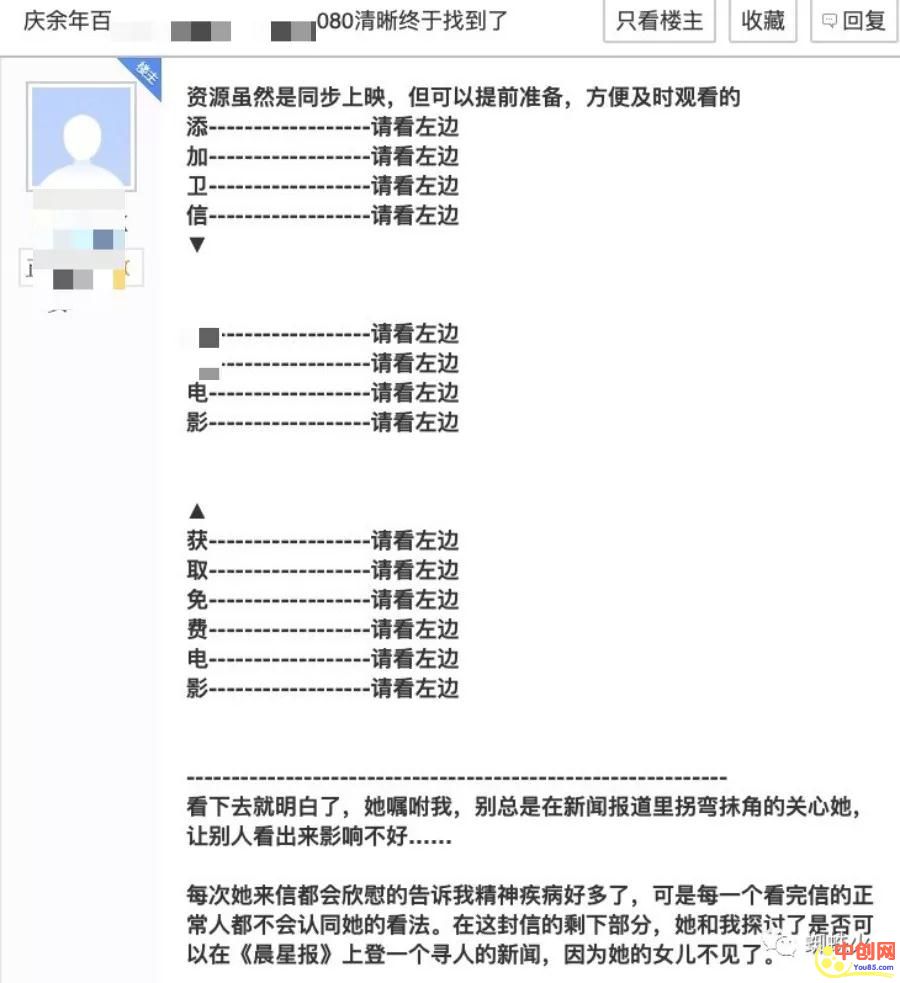 庆余年百 080清晰终于找到了
只看楼主 收藏 回复
楼主
资源虽然是同步上映，但可以提前准备，方便及时观看的
添------------------请看左边
加------------------请看左边
卫------------------请看左边
信------------------请看左边
▼
------------------请看左边
------------------请看左边
电------------------请看左边
影------------------请看左边
▲
获------------------请看左边
取------------------请看左边
免------------------请看左边
费------------------请看左边
电------------------请看左边
影------------------请看左边
------------------------------------------------------------
看下去就明白了，她嘱咐我，别总是在新闻报道里拐弯抹角的关心她，
让别人看出来影响不好......
每次她来信都会欣慰的告诉我精神疾病好多了，可是每一个看完信的正
常人都不会认同她的看法。在这封信的剩下部分，她和我探讨了是否可
以在《晨星报》上登一个寻人的新闻，因为她的女儿不见了。
中创网
You85.com